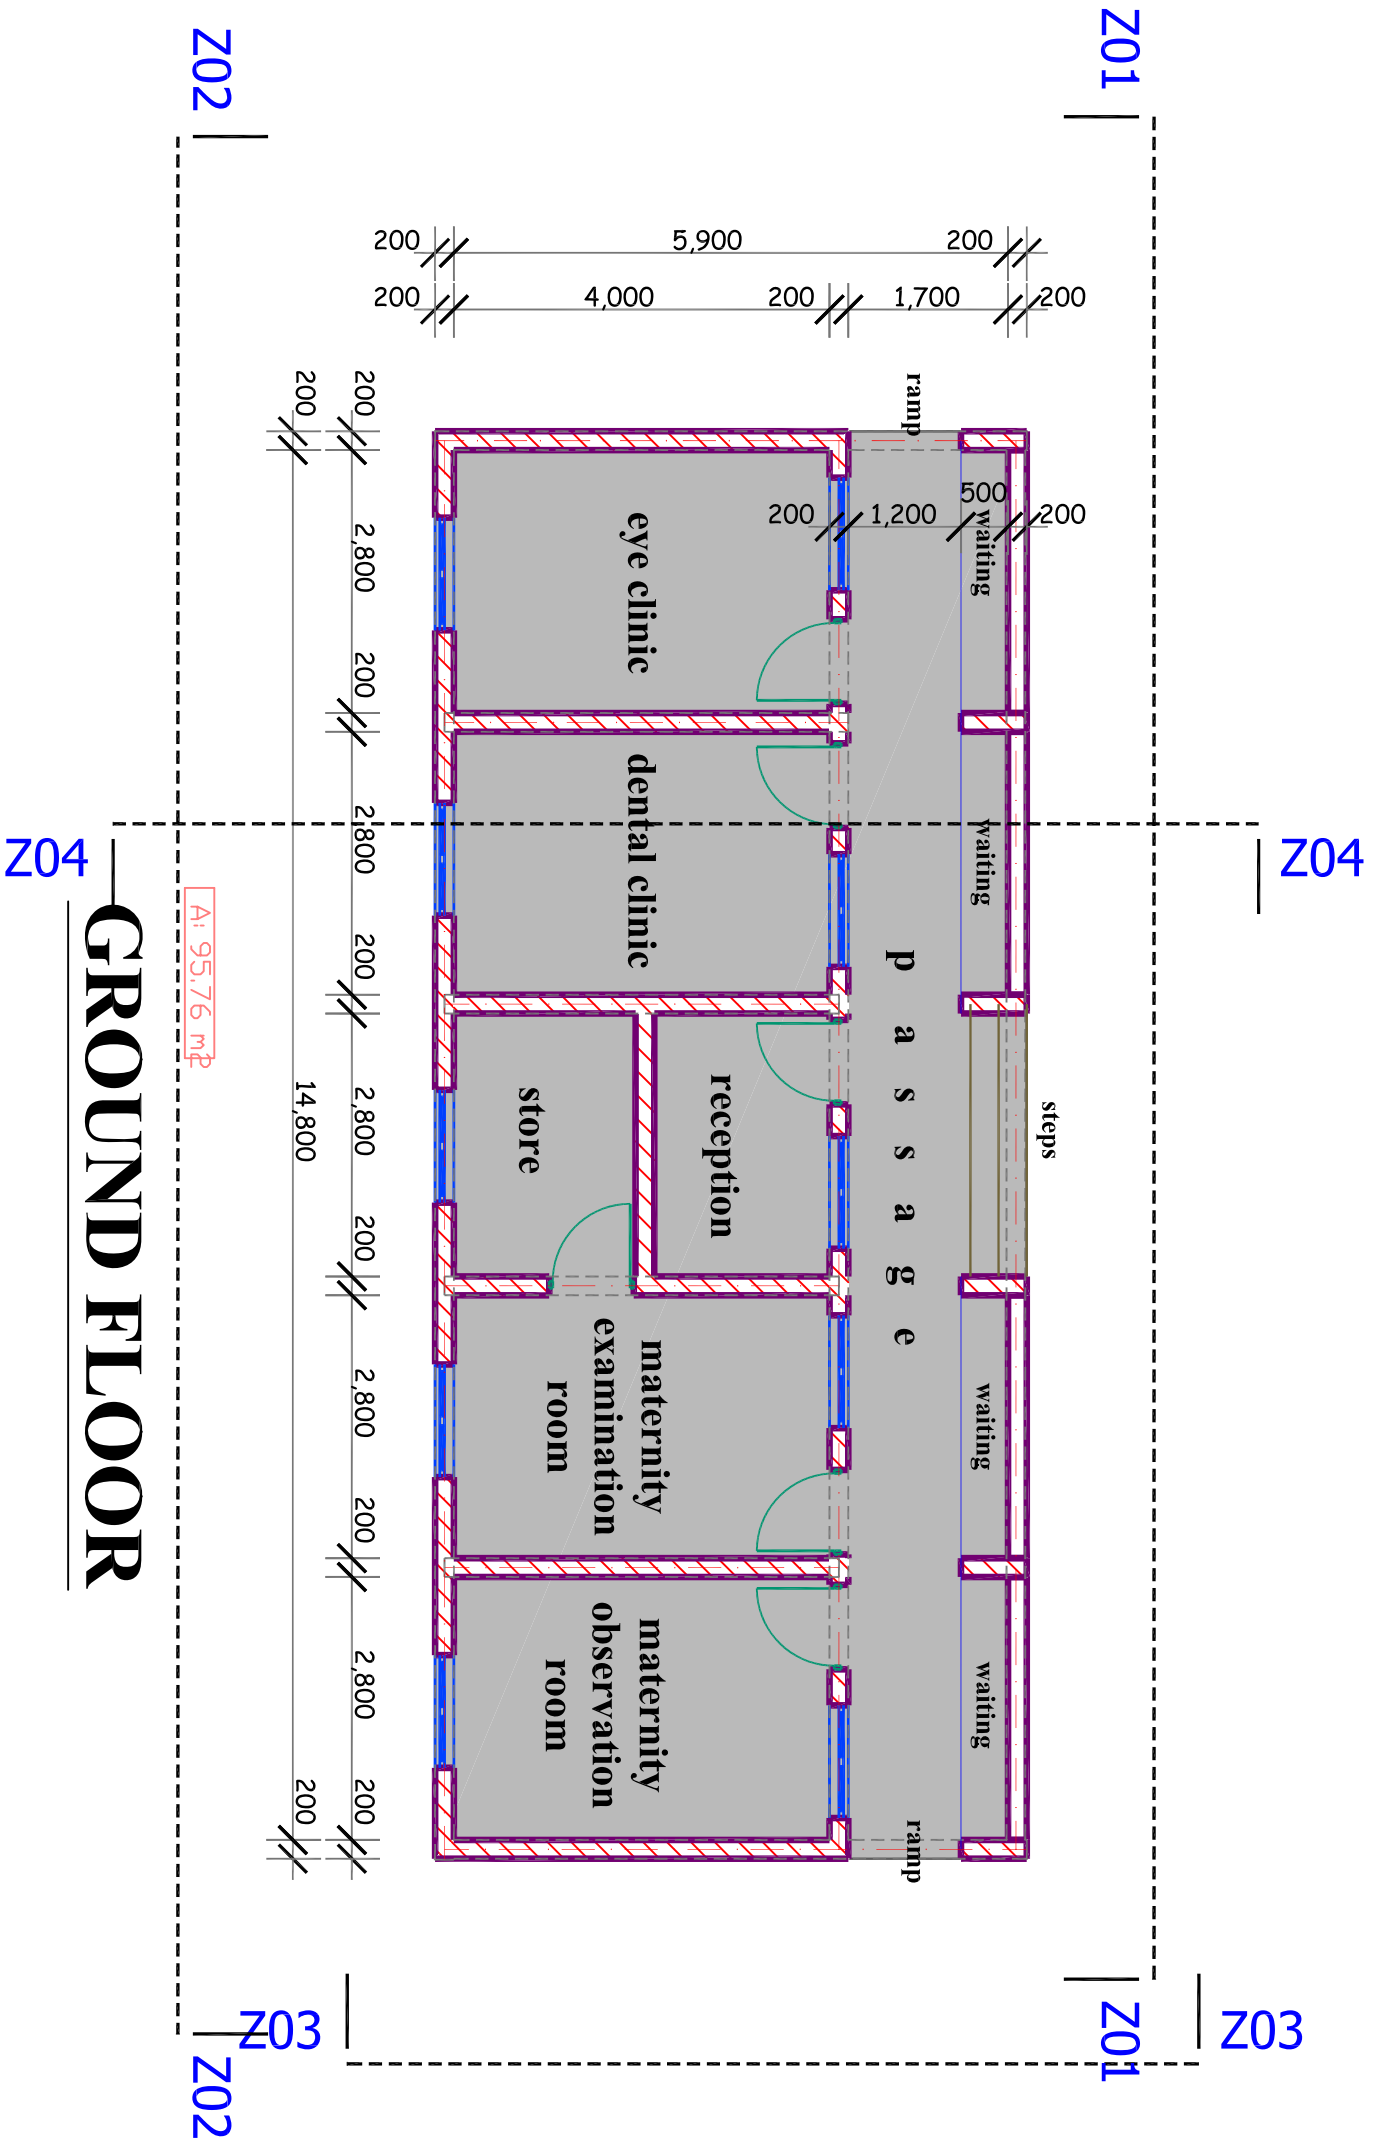 Z02
Z01
200
5,900
200
200
4,000
200
1,700
200
200
200
ramp
500
200
1,200
200
waiting
eye clinic
2,800
200
dental clinic
waiting
2,800
200
Z04
Z04
A: 95.76 m2
GROUND FLOOR
passage
steps
store
reception
2,800
14,800
200
maternity
examination
room
waiting
2,800
200
maternity
observation
room
waiting
2,800
200
200
ramp
Z03
Z03
Z01
Z02